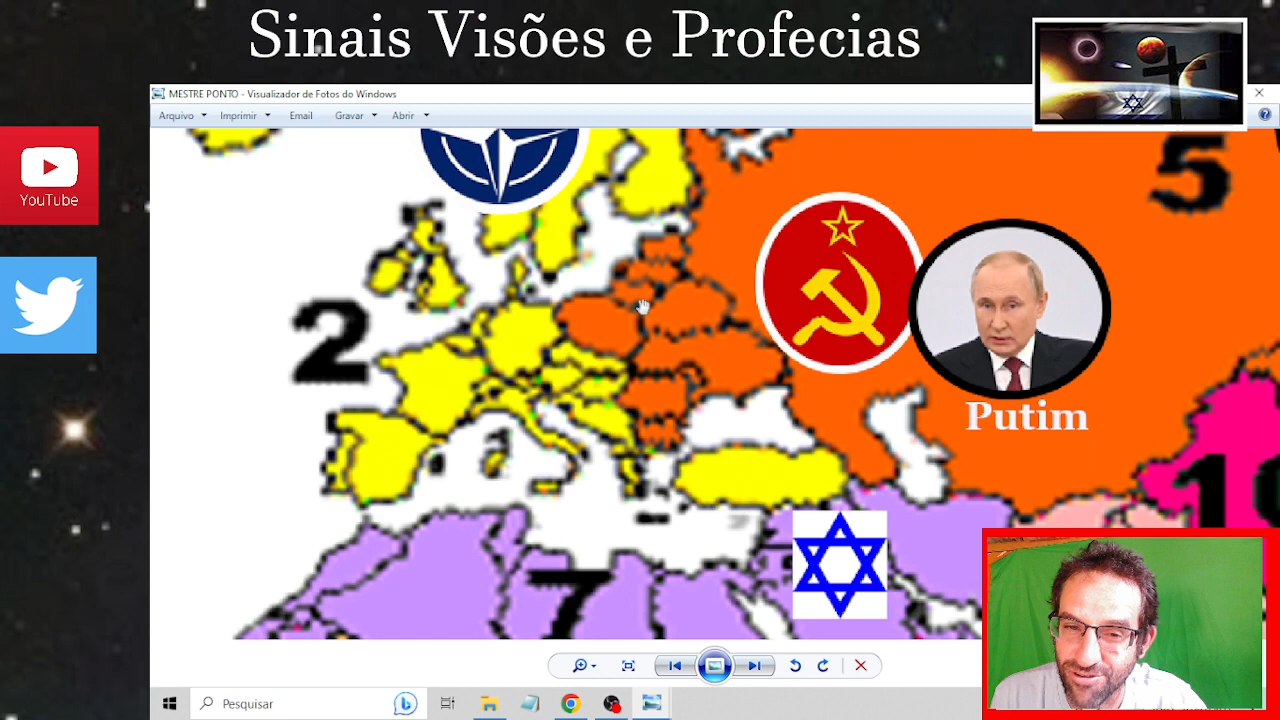 Sinais Visões e Profecias
MESTRE PONTO - Visualizador de Fotos do Windows
Arquivo Imprimir Email Gravar Abrir
5
YouTube
2
Putim
19
7
Pesquisar